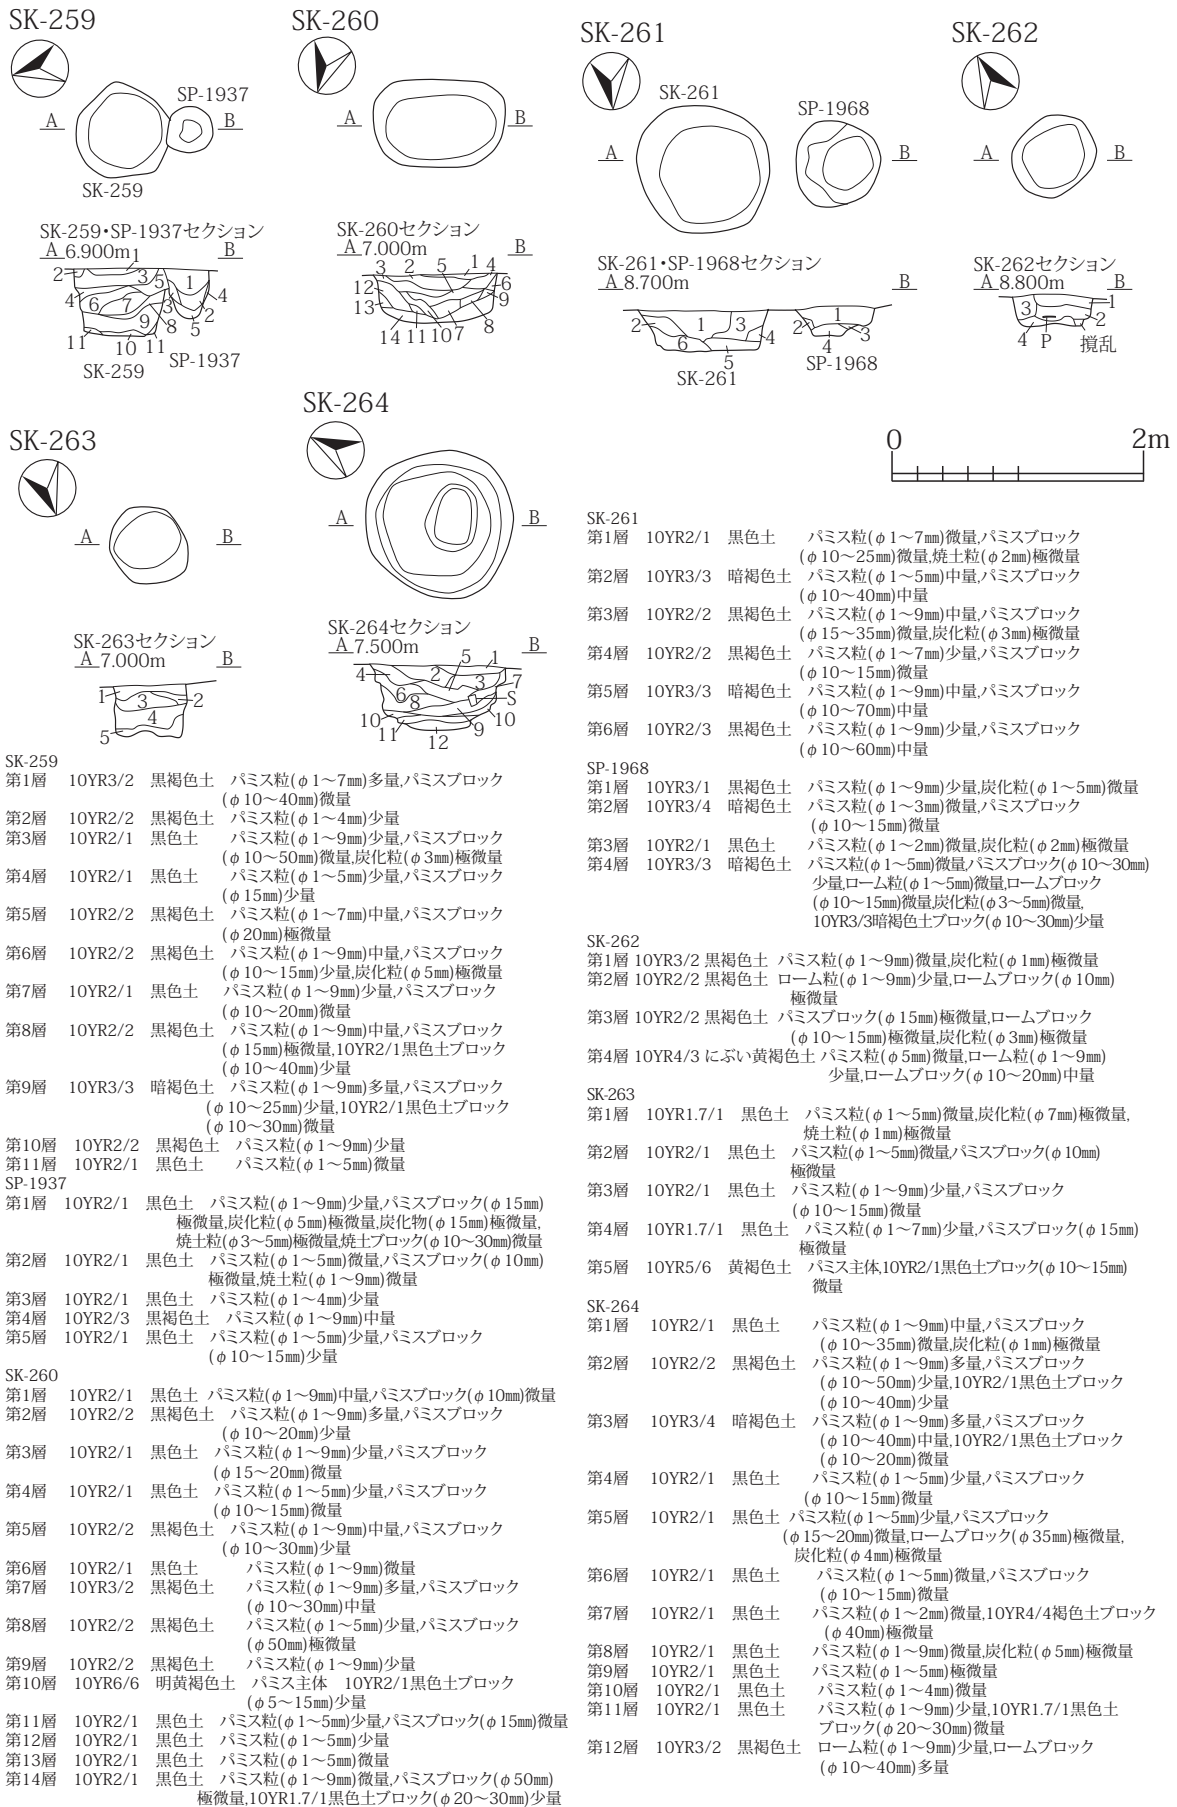 SK-259
SP-1937
A
B
SK-259
SK-259・SP-1937セクション
A 6.900m
B
1
2
3
5
1
4
6
7
3
4
2
9
8
5
11
10
11
SK-259
SP-1937
SK-260
A
B
SK-260セクション
A 7.000m
B
3
2
5
1
4
12
6
9
13
14
11
10
7
8
SK-261
SK-261
SP-1968
A
B
SK-261・SP-1968セクション
A 8.700m
B
2
1
3
4
6
5
2
1
3
4
SK-261
SP-1968
SK-262
A
B
SK-262セクション
A 8.800m
B
3
1
2
4
P
撹乱
SK-263
A
B
SK-263セクション
A 7.000m
B
1
3
2
4
5
SK-264
A
B
SK-264セクション
A 7.500m
B
5
1
4
2
3
7
6
8
S
10
9
10
11
12
0
2m
SK-259
第1層 10YR3/2 黒褐色土 パミス粒(φ1～7㎜)多量,パミスブロック
(φ10～40㎜)微量
第2層 10YR2/2 黒褐色土 パミス粒(φ1～4㎜)少量
第3層 10YR2/1 黒色土 パミス粒(φ1～9㎜)少量,パミスブロック
(φ10～50㎜)微量,炭化粒(φ3㎜)極微量
第4層 10YR2/1 黒色土 パミス粒(φ1～5㎜)少量,パミスブロック
(φ15㎜)少量
第5層 10YR2/2 黒褐色土 パミス粒(φ1～7㎜)中量,パミスブロック
(φ20㎜)極微量
第6層 10YR2/2 黒褐色土 パミス粒(φ1～9㎜)中量,パミスブロック
(φ10～15㎜)少量,炭化粒(φ5㎜)極微量
第7層 10YR2/1 黒色土 パミス粒(φ1～9㎜)少量,パミスブロック
(φ10～20㎜)微量
第8層 10YR2/2 黒褐色土 パミス粒(φ1～9㎜)中量,パミスブロック
(φ15㎜)極微量,10YR2/1黒色土ブロック
(φ10～40㎜)少量
第9層 10YR3/3 暗褐色土 パミス粒(φ1～9㎜)多量,パミスブロック
(φ10～25㎜)少量,10YR2/1黒色土ブロック
(φ10～30㎜)微量
第10層 10YR2/2 黒褐色土 パミス粒(φ1～9㎜)少量
第11層 10YR2/1 黒色土 パミス粒(φ1～5㎜)微量
SP-1937
第1層 10YR2/1 黒色土 パミス粒(φ1～9㎜)少量,パミスブロック(φ15㎜)
極微量,炭化粒(φ5㎜)極微量,炭化物(φ15㎜)極微量,
焼土粒(φ3～5㎜)極微量,焼土ブロック(φ10～30㎜)微量
第2層 10YR2/1 黒色土 パミス粒(φ1～5㎜)微量,パミスブロック(φ10㎜)
極微量,焼土粒(φ1～9㎜)微量
第3層 10YR2/1 黒色土 パミス粒(φ1～4㎜)少量
第4層 10YR2/3 黒褐色土 パミス粒(φ1～9㎜)中量
第5層 10YR2/1 黒色土 パミス粒(φ1～5㎜)少量,パミスブロック
(φ10～15㎜)少量
SK-260
第1層 10YR2/1 黒色土 パミス粒(φ1～9㎜)中量,パミスブロック(φ10㎜)微量
第2層 10YR2/2 黒褐色土 パミス粒(φ1～9㎜)多量,パミスブロック
(φ10～20㎜)少量
第3層 10YR2/1 黒色土 パミス粒(φ1～9㎜)少量,パミスブロック
(φ15～20㎜)微量
第4層 10YR2/1 黒色土 パミス粒(φ1～5㎜)少量,パミスブロック
(φ10～15㎜)微量
第5層 10YR2/2 黒褐色土 パミス粒(φ1～9㎜)中量,パミスブロック
(φ10～30㎜)少量
第6層 10YR2/1 黒色土 パミス粒(φ1～9㎜)微量
第7層 10YR3/2 黒褐色土 パミス粒(φ1～9㎜)多量,パミスブロック
(φ10～30㎜)中量
第8層 10YR2/2 黒褐色土 パミス粒(φ1～5㎜)少量,パミスブロック
(φ50㎜)極微量
第9層 10YR2/2 黒褐色土 パミス粒(φ1～9㎜)少量
第10層 10YR6/6 明黄褐色土 パミス主体 10YR2/1黒色土ブロック
(φ5～15㎜)少量
第11層 10YR2/1 黒色土 パミス粒(φ1～5㎜)少量,パミスブロック(φ15㎜)微量
第12層 10YR2/1 黒色土 パミス粒(φ1～5㎜)少量
第13層 10YR2/1 黒色土 パミス粒(φ1～5㎜)微量
第14層 10YR2/1 黒色土 パミス粒(φ1～9㎜)微量,パミスブロック(φ50㎜)
極微量,10YR1.7/1黒色土ブロック(φ20～30㎜)少量
SK-261
第1層 10YR2/1 黒色土 パミス粒(φ1～7㎜)微量,パミスブロック
(φ10～25㎜)微量,焼土粒(φ2㎜)極微量
第2層 10YR3/3 暗褐色土 パミス粒(φ1～5㎜)中量,パミスブロック
(φ10～40㎜)中量
第3層 10YR2/2 黒褐色土 パミス粒(φ1～9㎜)中量,パミスブロック
(φ15～35㎜)微量,炭化粒(φ3㎜)極微量
第4層 10YR2/2 黒褐色土 パミス粒(φ1～7㎜)少量,パミスブロック
(φ10～15㎜)微量
第5層 10YR3/3 暗褐色土 パミス粒(φ1～9㎜)中量,パミスブロック
(φ10～70㎜)中量
第6層 10YR2/3 黒褐色土 パミス粒(φ1～9㎜)少量,パミスブロック
(φ10～60㎜)中量
SP-1968
第1層 10YR3/1 黒褐色土 パミス粒(φ1～9㎜)少量,炭化粒(φ1～5㎜)微量
第2層 10YR3/4 暗褐色土 パミス粒(φ1～3㎜)微量,パミスブロック
(φ10～15㎜)微量
第3層 10YR2/1 黒色土 パミス粒(φ1～2㎜)微量,炭化粒(φ2㎜)極微量
第4層 10YR3/3 暗褐色土 パミス粒(φ1～5㎜)微量,パミスブロック(φ10～30㎜)
少量,ローム粒(φ1～5㎜)微量,ロームブロック
(φ10～15㎜)微量,炭化粒(φ3～5㎜)微量,
10YR3/3暗褐色土ブロック(φ10～30㎜)少量
SK-262
第1層 10YR3/2 黒褐色土 パミス粒(φ1～9㎜)微量,炭化粒(φ1㎜)極微量
第2層 10YR2/2 黒褐色土 ローム粒(φ1～9㎜)少量,ロームブロック(φ10㎜)
極微量
第3層 10YR2/2 黒褐色土 パミスブロック(φ15㎜)極微量,ロームブロック
(φ10～15㎜)極微量,炭化粒(φ3㎜)極微量
第4層 10YR4/3 にぶい黄褐色土 パミス粒(φ5㎜)微量,ローム粒(φ1～9㎜)
少量,ロームブロック(φ10～20㎜)中量
SK-263
第1層 10YR1.7/1 黒色土 パミス粒(φ1～5㎜)微量,炭化粒(φ7㎜)極微量,
焼土粒(φ1㎜)極微量
第2層 10YR2/1 黒色土 パミス粒(φ1～5㎜)微量,パミスブロック(φ10㎜)
極微量
第3層 10YR2/1 黒色土 パミス粒(φ1～9㎜)少量,パミスブロック
(φ10～15㎜)微量
第4層 10YR1.7/1 黒色土 パミス粒(φ1～7㎜)少量,パミスブロック(φ15㎜)
極微量
第5層 10YR5/6 黄褐色土 パミス主体,10YR2/1黒色土ブロック(φ10～15㎜)
微量
SK-264
第1層 10YR2/1 黒色土 パミス粒(φ1～9㎜)中量,パミスブロック
(φ10～35㎜)微量,炭化粒(φ1㎜)極微量
第2層 10YR2/2 黒褐色土 パミス粒(φ1～9㎜)多量,パミスブロック
(φ10～50㎜)少量,10YR2/1黒色土ブロック
(φ10～40㎜)少量
第3層 10YR3/4 暗褐色土 パミス粒(φ1～9㎜)多量,パミスブロック
(φ10～40㎜)中量,10YR2/1黒色土ブロック
(φ10～20㎜)微量
第4層 10YR2/1 黒色土 パミス粒(φ1～5㎜)少量,パミスブロック
(φ10～15㎜)微量
第5層 10YR2/1 黒色土 パミス粒(φ1～5㎜)少量,パミスブロック
(φ15～20㎜)微量,ロームブロック(φ35㎜)極微量,
炭化粒(φ4㎜)極微量
第6層 10YR2/1 黒色土 パミス粒(φ1～5㎜)微量,パミスブロック
(φ10～15㎜)微量
第7層 10YR2/1 黒色土 パミス粒(φ1～2㎜)微量,10YR4/4褐色土ブロック
(φ40㎜)極微量
第8層 10YR2/1 黒色土 パミス粒(φ1～9㎜)微量,炭化粒(φ5㎜)極微量
第9層 10YR2/1 黒色土 パミス粒(φ1～5㎜)極微量
第10層 10YR2/1 黒色土 パミス粒(φ1～4㎜)微量
第11層 10YR2/1 黒色土 パミス粒(φ1～9㎜)少量,10YR1.7/1黒色土
ブロック(φ20～30㎜)微量
第12層 10YR3/2 黒褐色土 ローム粒(φ1～9㎜)少量,ロームブロック
(φ10～40㎜)多量